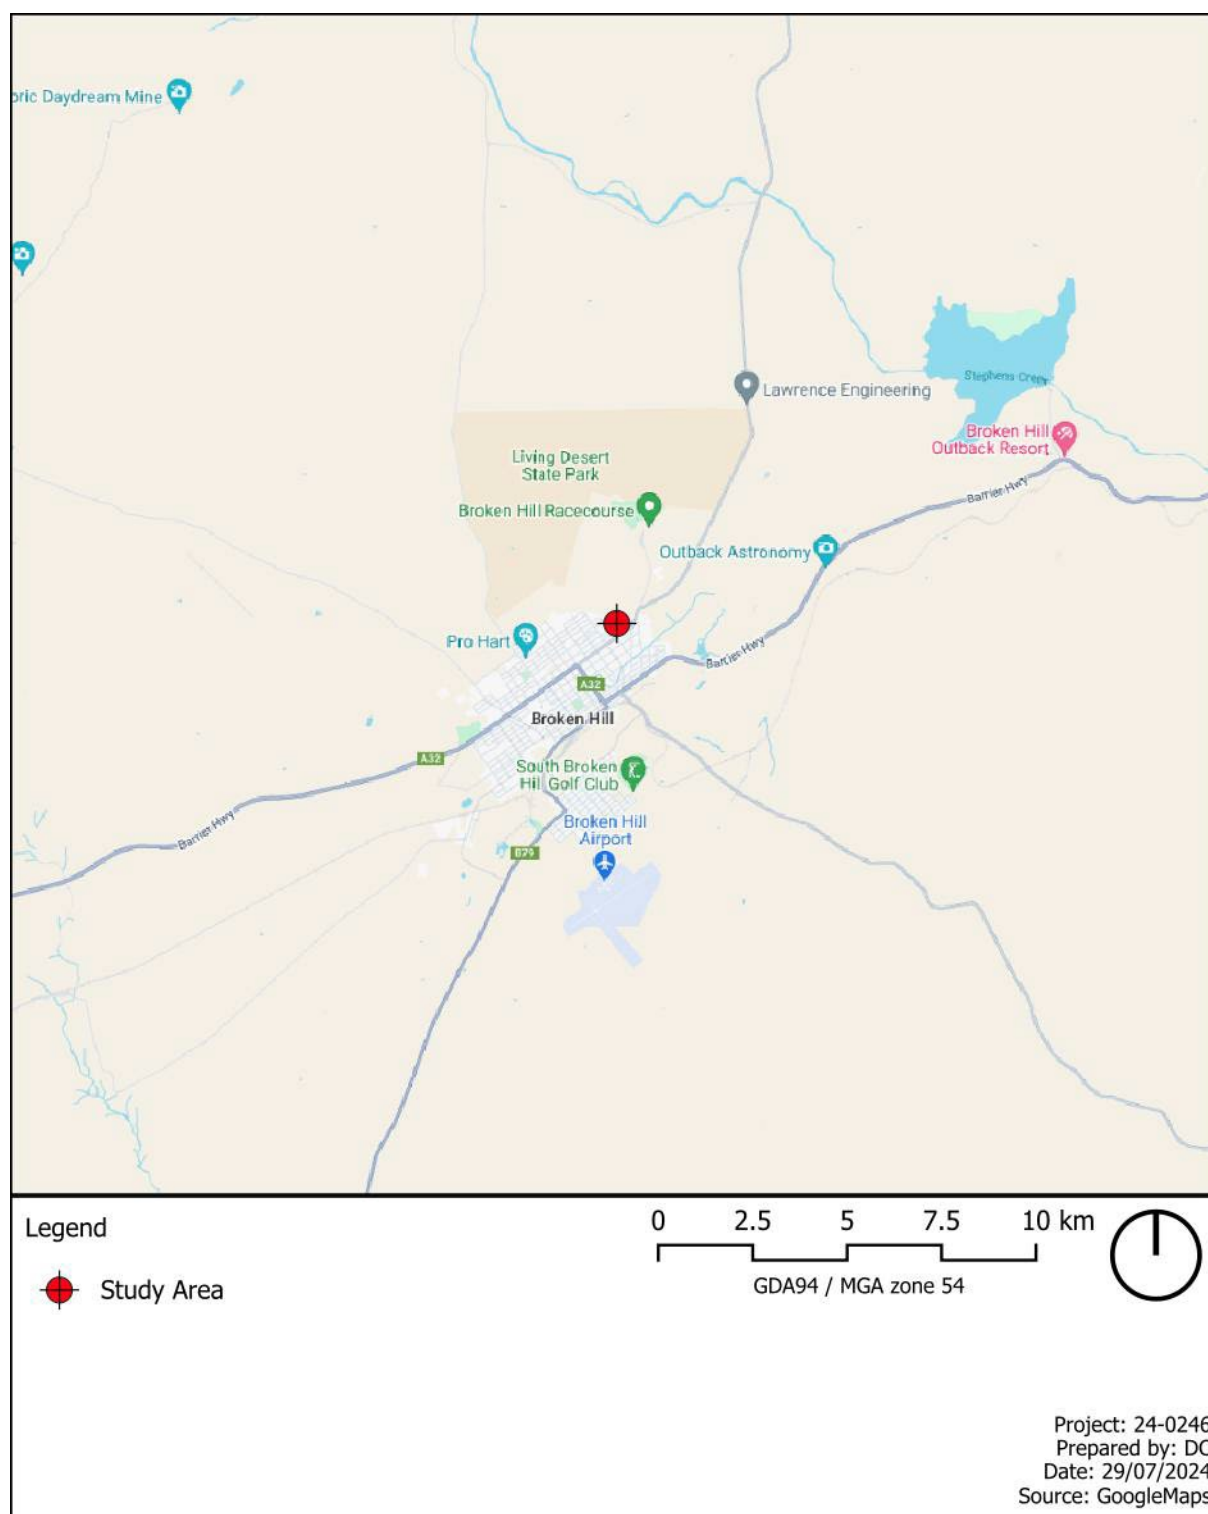 oric Daydream Mine
Lawrence Engineering
Stephens Creek
Broken Hill
Outback Resort
Barrier Hwy
Living Desert
State Park
Broken Hill Racecourse
Outback Astronomy
Pro Hart
Barrier Hwy
A32
Broken Hill
A32
South Broken
Hill Golf Club
Barrier Hwy
Broken Hill
Airport
B79
Legend
Study Area
0 2.5 5 7.5 10 km
GDA94 / MGA zone 54
Project: 24-0246
Prepared by: DC
Date: 29/07/2024
Source: GoogleMaps